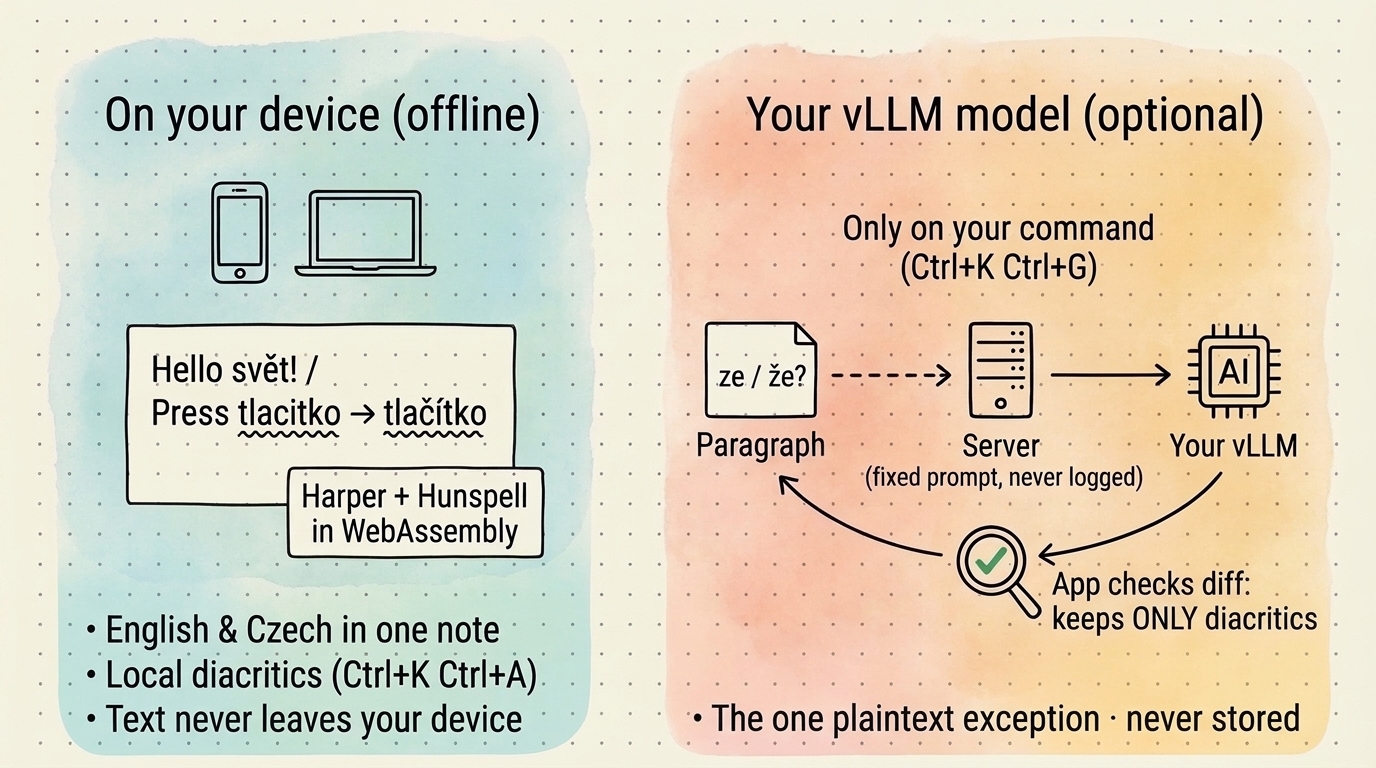 On your device (offline)
Hello svět! /
Press tlacitko → tlačítko
Harper + Hunspell
in WebAssembly
• English & Czech in one note
• Local diacritics (Ctrl+K Ctrl+A)
• Text never leaves your device
Your vLLM model (optional)
Only on your command
(Ctrl+K Ctrl+G)
ze / že?
Paragraph
Server
(fixed prompt, never logged)
AI
Your vLLM
App checks diff:
keeps ONLY diacritics
• The one plaintext exception · never stored